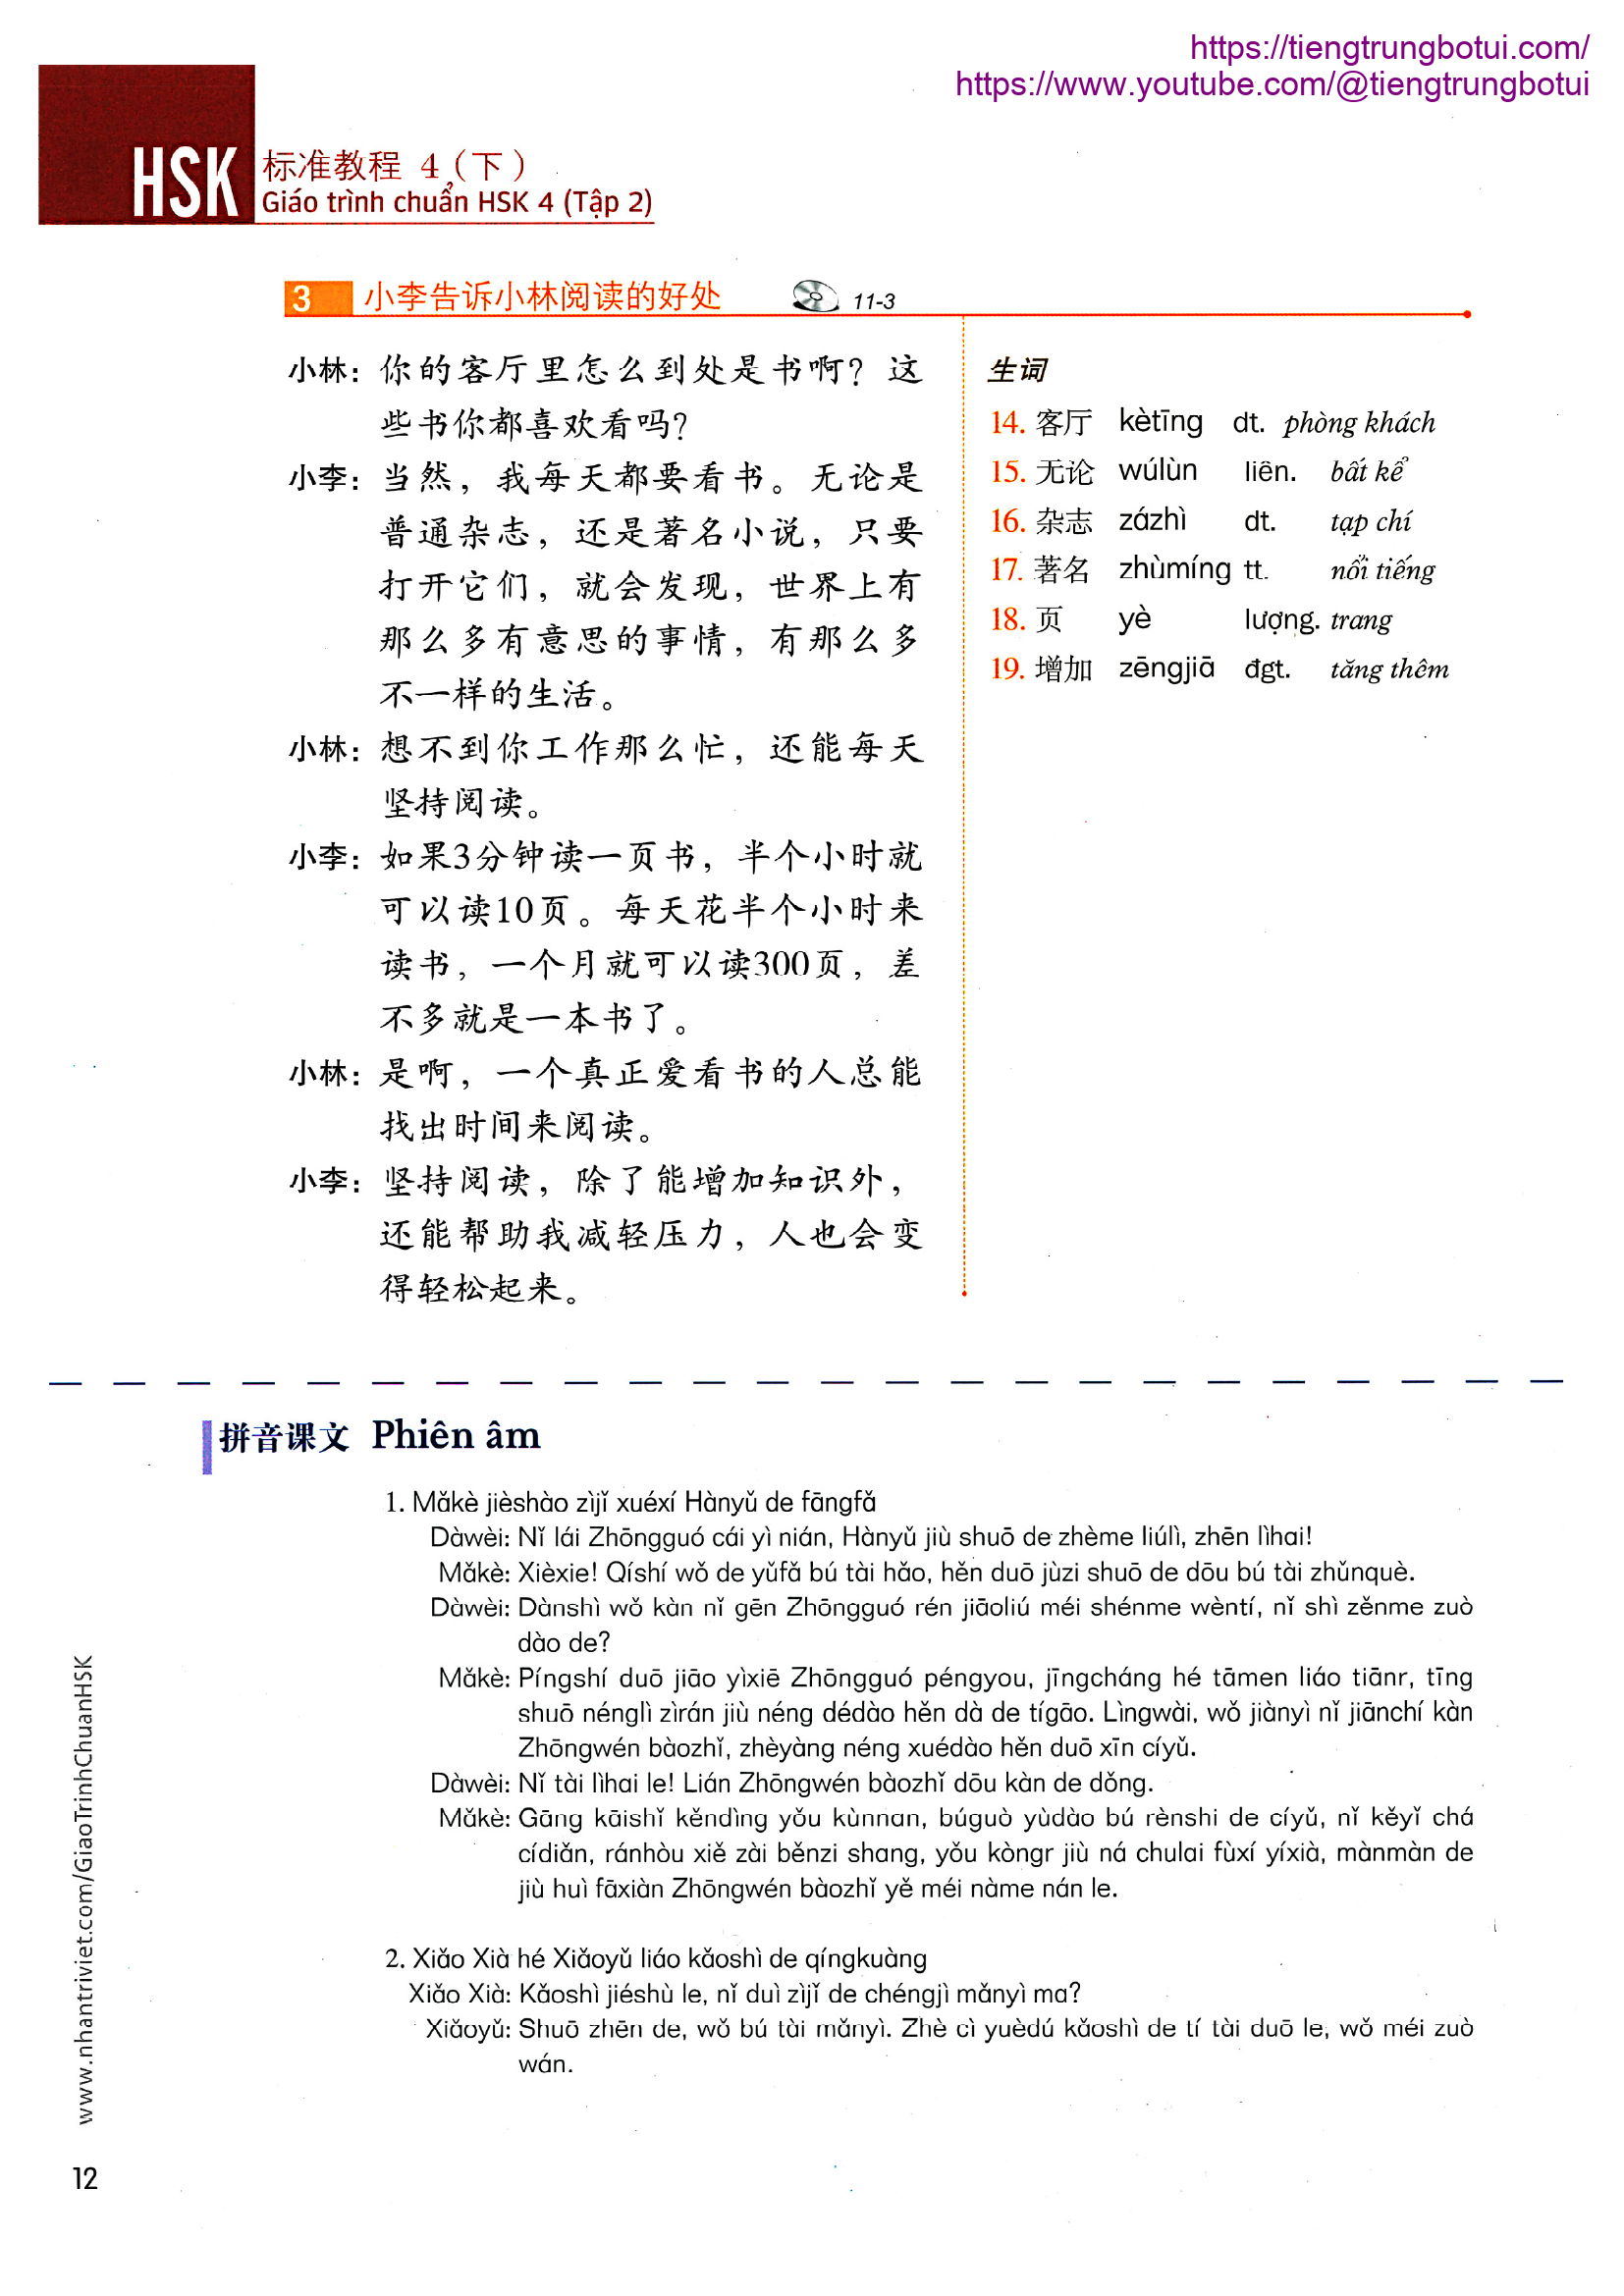 https://tiengtrungbotui.com/
https://www.youtube.com/@tiengtrungbotui
HSK 标准教程 4（下）
Giáo trình chuẩn HSK 4 (Tập 2)
3 小李告诉小林阅读的好处 11-3
小林：你的客厅里怎么到处是书啊？这
些书你都喜欢看吗？
小李：当然，我每天都要看书。无论是
普通杂志，还是著名小说，只要
打开它们，就会发现，世界上有
那么多有意思的事情，有那么多
不一样的生活。
小林：想不到你工作那么忙，还能每天
坚持阅读。
小李：如果3分钟读一页书，半个小时就
可以读10页。每天花半个小时来
读书，一个月就可以读300页，差
不多就是一本书了。
小林：是啊，一个真正爱看书的人总能
找出时间来阅读。
小李：坚持阅读，除了能增加知识外，
还能帮助我减轻压力，人也会变
得轻松起来。
生词
14. 客厅 kètīng dt. phòng khách
15. 无论 wúlùn liên. bất kể
16. 杂志 zázhì dt. tạp chí
17. 著名 zhùmíng tt. nổi tiếng
18. 页 yè lượng. trang
19. 增加 zēngjiā đgt. tăng thêm
拼音课文 Phiên âm
1. Mǎkè jièshào zìjǐ xuéxí Hànyǔ de fāngfǎ
Dàwèi: Nǐ lái Zhōngguó cái yì nián, Hànyǔ jiù shuō de zhème liúlì, zhēn lìhai!
Mǎkè: Xièxie! Qíshí wǒ de yǔfǎ bú tài hǎo, hěn duō jùzi shuō de dōu bú tài zhǔnquè.
Dàwèi: Dànshì wǒ kàn nǐ gēn Zhōngguó rén jiāoliú méi shénme wèntí, nǐ shì zěnme zuò
dào de?
Mǎkè: Píngshí duō jiāo yìxiē Zhōngguó péngyou, jīngcháng hé tāmen liáo tiānr, tīng
shuō nénglì zìrán jiù néng dédào hěn dà de tígāo. Lìngwài, wǒ jiànyì nǐ jiānchí kàn
Zhōngwén bàozhǐ, zhèyàng néng xuédào hěn duō xīn cíyǔ.
Dàwèi: Nǐ tài lìhai le! Lián Zhōngwén bàozhǐ dōu kàn de dǒng.
Mǎkè: Gāng kāishǐ kěndìng yǒu kùnnan, búguò yùdào bú rènshi de cíyǔ, nǐ kěyǐ chá
cídiǎn, ránhòu xiě zài běnzi shang, yǒu kòngr jiù ná chulai fùxí yíxià, mànmàn de
jiù huì fāxiàn Zhōngwén bàozhǐ yě méi nàme nán le.
2. Xiǎo Xià hé Xiǎoyǔ liáo kǎoshì de qíngkuàng
Xiǎo Xià: Kǎoshì jiéshù le, nǐ duì zìjǐ de chéngjì mǎnyì ma?
Xiǎoyǔ: Shuō zhēn de, wǒ bú tài mǎnyì. Zhè cì yuèdú kǎoshì de tí tài duō le, wǒ méi zuò
wán.
www.nhantriviet.com/GiaoTrinhChuanHSK
12